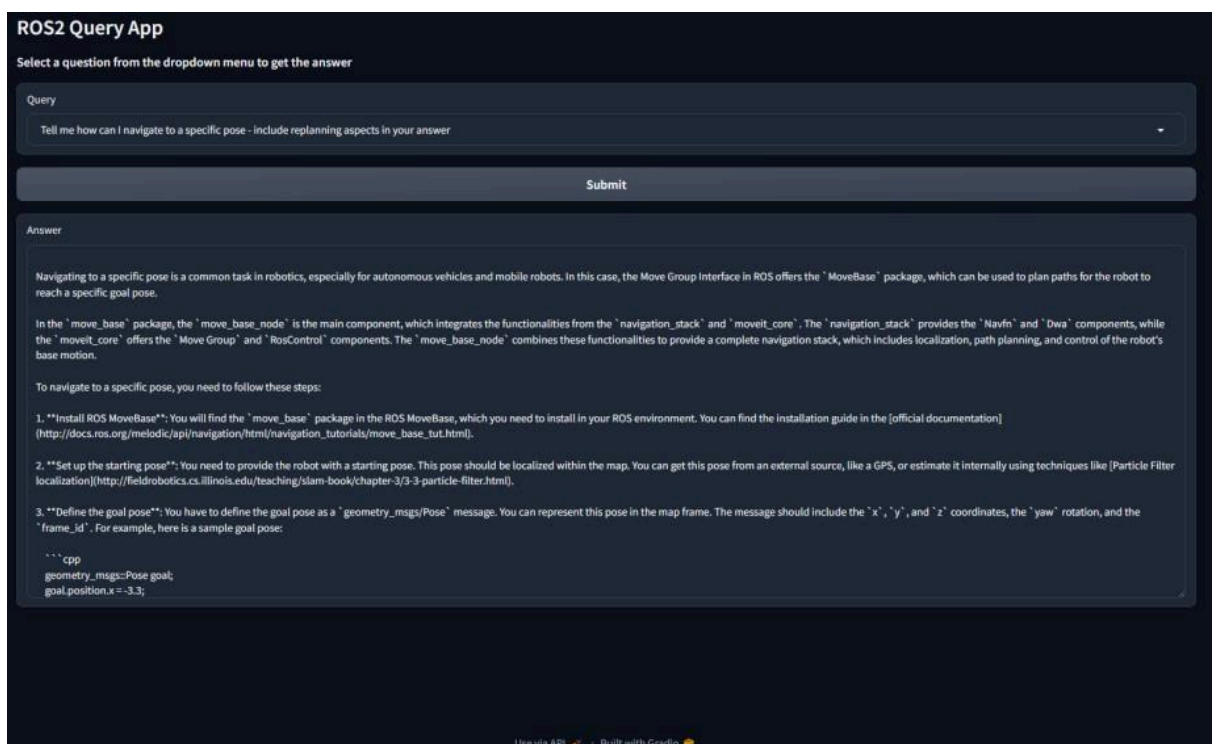 ROS2 Query App
Select a question from the dropdown menu to get the answer
Query
Tell me how can I navigate to a specific pose - include replanning aspects in your answer
Submit
Answer
Navigating to a specific pose is a common task in robotics, especially for autonomous vehicles and mobile robots. In this case, the Move Group Interface in ROS offers the `MoveBase` package, which can be used to plan paths for the robot to
reach a specific goal pose.
In the `move_base` package, the `move_base_node` is the main component, which integrates the functionalities from the `navigation_stack` and `moveit_core`. The `navigation_stack` provides the `Navfn` and `Dwa` components, while
the `moveit_core` offers the `Move Group` and `RosControl` components. The `move_base_node` combines these functionalities to provide a complete navigation stack, which includes localization, path planning, and control of the robot's
base motion.
To navigate to a specific pose, you need to follow these steps:
1. **Install ROS MoveBase**: You will find the `move_base` package in the ROS MoveBase, which you need to install in your ROS environment. You can find the installation guide in the [official documentation]
(http://docs.ros.org/melodic/api/navigation/html/navigation_tutorials/move_base_tut.html).
2. **Set up the starting pose**: You need to provide the robot with a starting pose. This pose should be localized within the map. You can get this pose from an external source, like a GPS, or estimate it internally using techniques like [Particle Filter
localization](http://fieldrobotics.cs.illinois.edu/teaching/slam-book/chapter-3/3-3-particle-filter.html).
3. **Define the goal pose**: You have to define the goal pose as a `geometry_msgs/Pose` message. You can represent this pose in the map frame. The message should include the `x`, `y`, and `z` coordinates, the `yaw` rotation, and the
`frame_id`. For example, here is a sample goal pose:
```cpp
geometry_msgs::Pose goal;
goal.position.x = -3.3;
Use via API · Built with Gradio